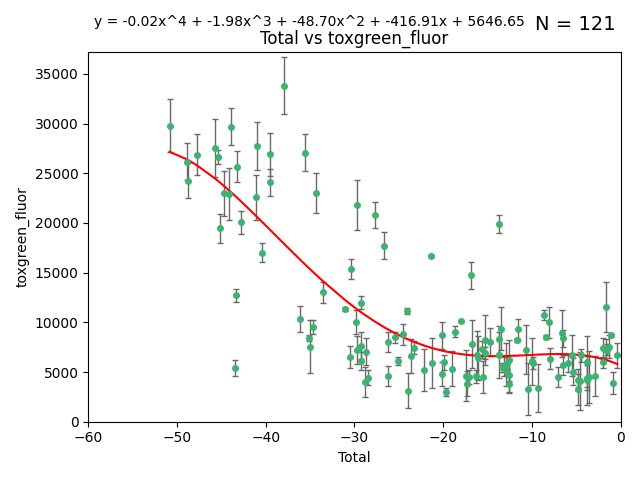 y = -0.02x^4 + -1.98x^3 + -48.70x^2 + -416.91x + 5646.65 N = 121
Total vs toxgreen_fluor
35000
30000
25000
20000
15000
10000
5000
0
toxgreen_fluor
−60 −50 −40 −30 −20 −10 0
Total